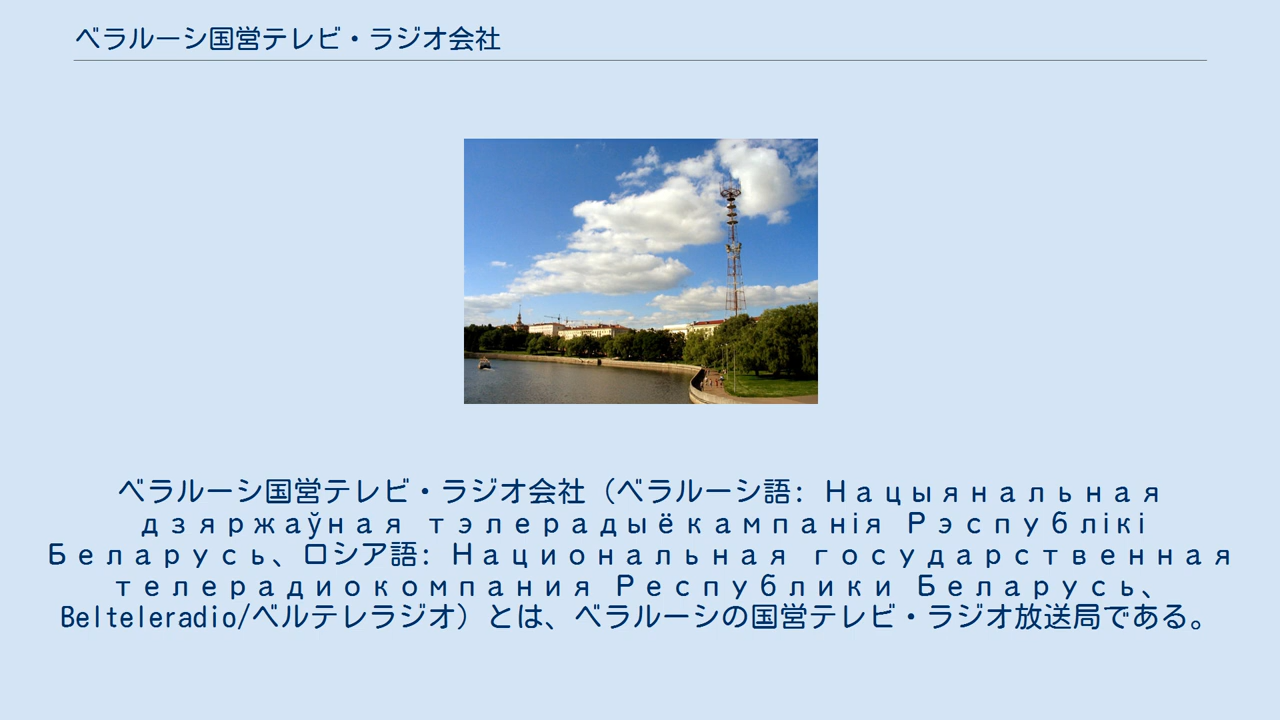 ベラルーシ国営テレビ・ラジオ会社
ベラルーシ国営テレビ・ラジオ会社（ベラルーシ語: Нацыянальная
дзяржаўная тэлерадыёкампанія Рэспублікі
Беларусь、ロシア語: Национальная государственная
телерадиокомпания Республики Беларусь、
Belteleradio/ベルテレラジオ）とは、ベラルーシの国営テレビ・ラジオ放送局である。